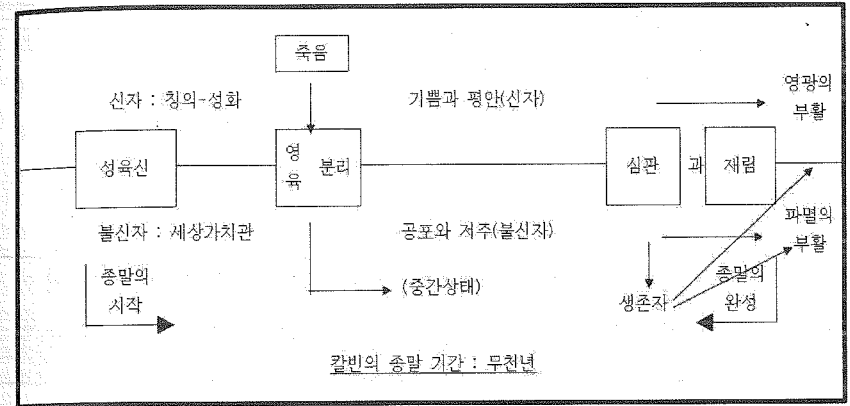 죽음
신자 : 칭의-성화
기쁨과 평안(신자)
영광의
부활
성육신
영
육
분리
심판
과
재림
불신자 : 세상가치관
공포와 저주(불신자)
파멸의
부활
종말의
시작
(중간상태)
생존자
종말의
완성
칼빈의 종말 기간 : 무천년